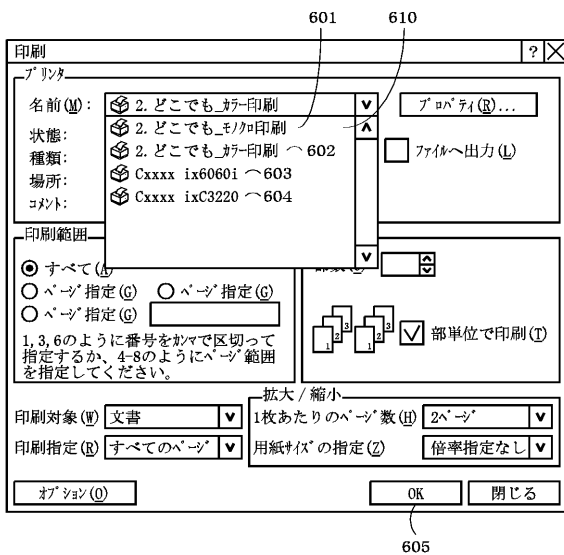 601 610
印刷 ?
プリンタ
名前(M): 2. どこでも_カラー印刷 プロパティ(R)...
状態: 2. どこでも_モノクロ印刷
種類: 2. どこでも_カラー印刷 602 ファイルへ出力(L)
場所: Cxxxx ix6060i 603
コメント: Cxxxx ixC3220 604
印刷範囲
すべて(A)
ページ指定(G) ページ指定(G)
ページ指定(G)
1,3,6のように番号をカンマで区切って
指定するか、4-8のようにページ範囲
を指定してください。
1 2 3 1 2 3 部単位で印刷(T)
拡大/縮小
印刷対象(W) 文書 1枚あたりのページ数(H) 2ページ
印刷指定(R) すべてのページ 用紙サイズの指定(Z) 倍率指定なし
オプション(O) OK 閉じる
605